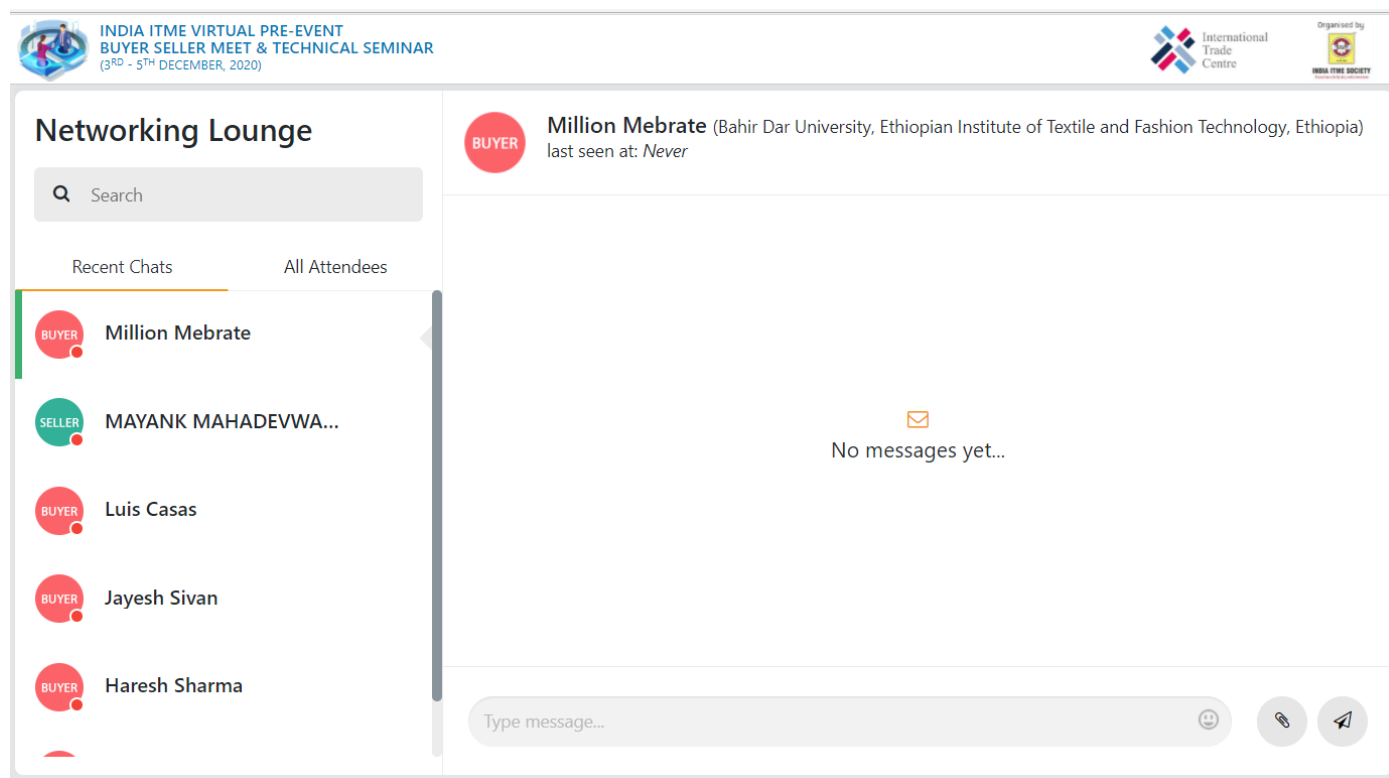 INDIA ITME VIRTUAL PRE-EVENT
BUYER SELLER MEET & TECHNICAL SEMINAR
(3RD - 5TH DECEMBER, 2020)
International
Trade
Centre
Organised by
INDIA ITME SOCIETY
Networking Lounge
Search
Recent Chats
All Attendees
BUYER
Million Mebrate
SELLER
MAYANK MAHADEVWA...
BUYER
Luis Casas
BUYER
Jayesh Sivan
BUYER
Haresh Sharma
BUYER
Million Mebrate (Bahir Dar University, Ethiopian Institute of Textile and Fashion Technology, Ethiopia)
last seen at: Never
No messages yet...
Type message...